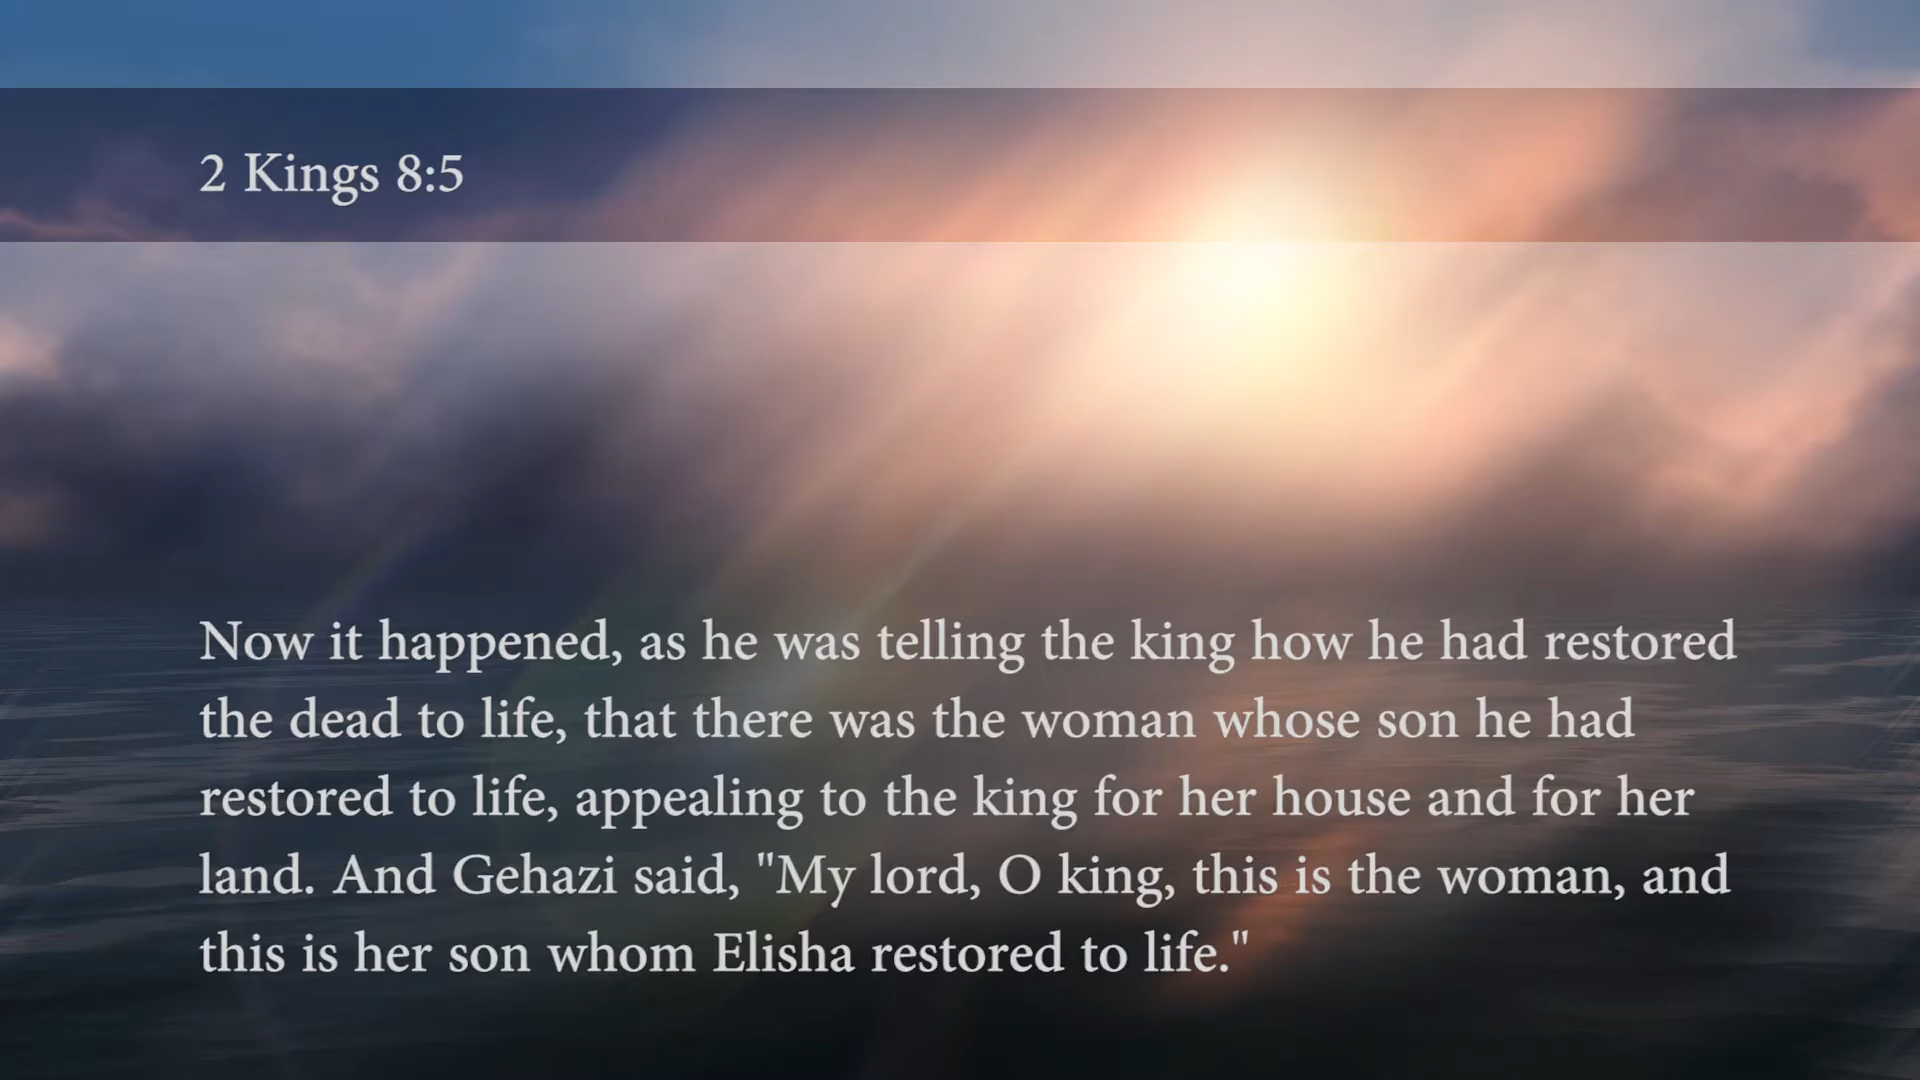 2 Kings 8:5
Now it happened, as he was telling the king how he had restored
the dead to life, that there was the woman whose son he had
restored to life, appealing to the king for her house and for her
land. And Gehazi said, "My lord, O king, this is the woman, and
this is her son whom Elisha restored to life."